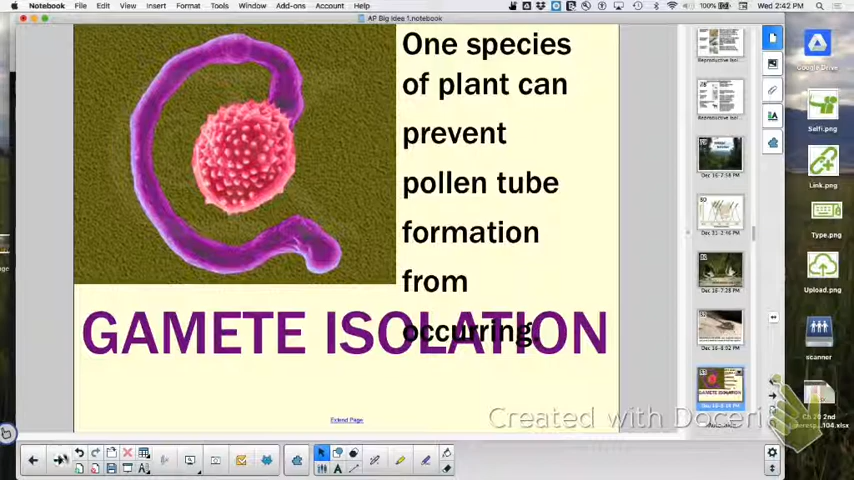 Notebook File Edit View Insert Format Tools Window Add-ons Account Help
100% Wed 2:42 PM
AP Big Idea 1.notebook
One species
of plant can
prevent
pollen tube
formation
from
occurring.
GAMETE ISOLATION
Extend Page
Created with Doceri
Google Drive
Selfi.png
Link.png
Type.png
Upload.png
scanner